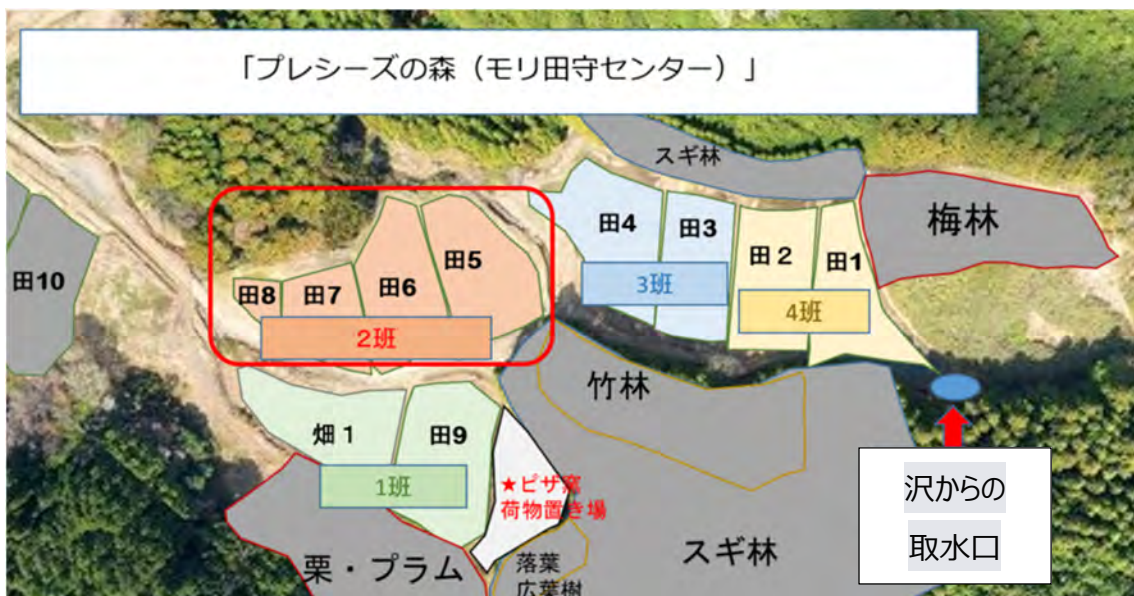 「プレシーズの森（モリ田守センター）」
スギ林
梅林
田4
田3
田2
田1
田5
田6
田7
田8
田10
3班
4班
2班
竹林
畑1
田9
1班
★ピザ窯
荷物置き場
沢からの
取水口
スギ林
栗・プラム
落葉
広葉樹